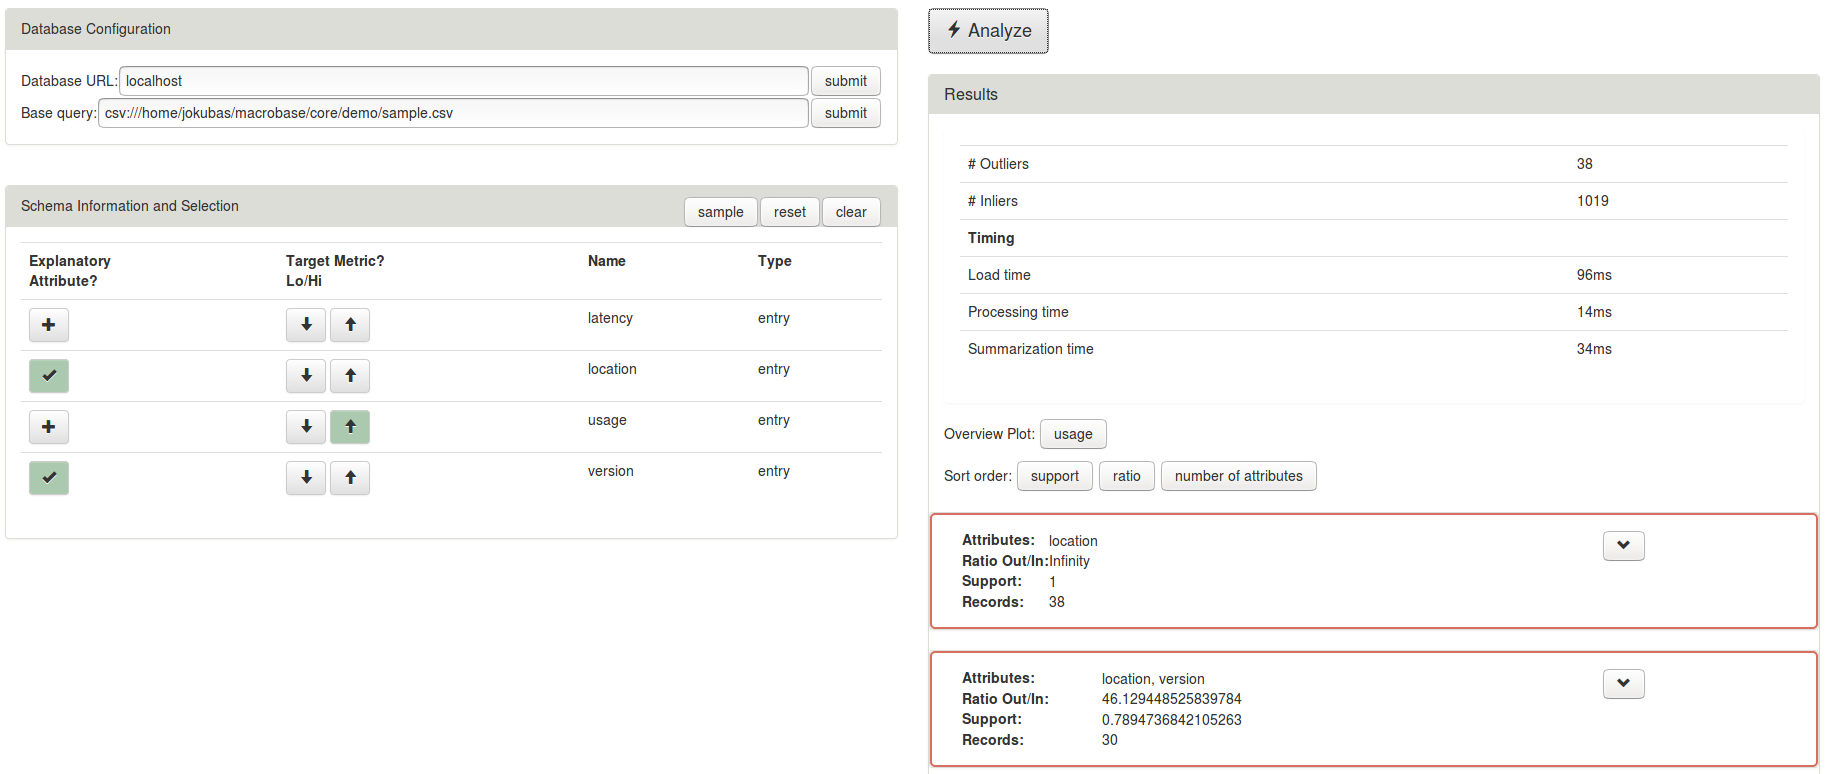 Database Configuration
Database URL: localhost submit
Base query: csv:///home/jokubas/macrobase/core/demo/sample.csv submit
Schema Information and Selection sample reset clear
Explanatory Attribute? Target Metric? Lo/Hi Name Type
latency entry
location entry
usage entry
version entry
Analyze
Results
# Outliers 38
# Inliers 1019
Timing
Load time 96ms
Processing time 14ms
Summarization time 34ms
Overview Plot: usage
Sort order: support ratio number of attributes
Attributes: location
Ratio Out/In: Infinity
Support: 1
Records: 38
Attributes: location, version
Ratio Out/In: 46.129448525839784
Support: 0.7894736842105263
Records: 30